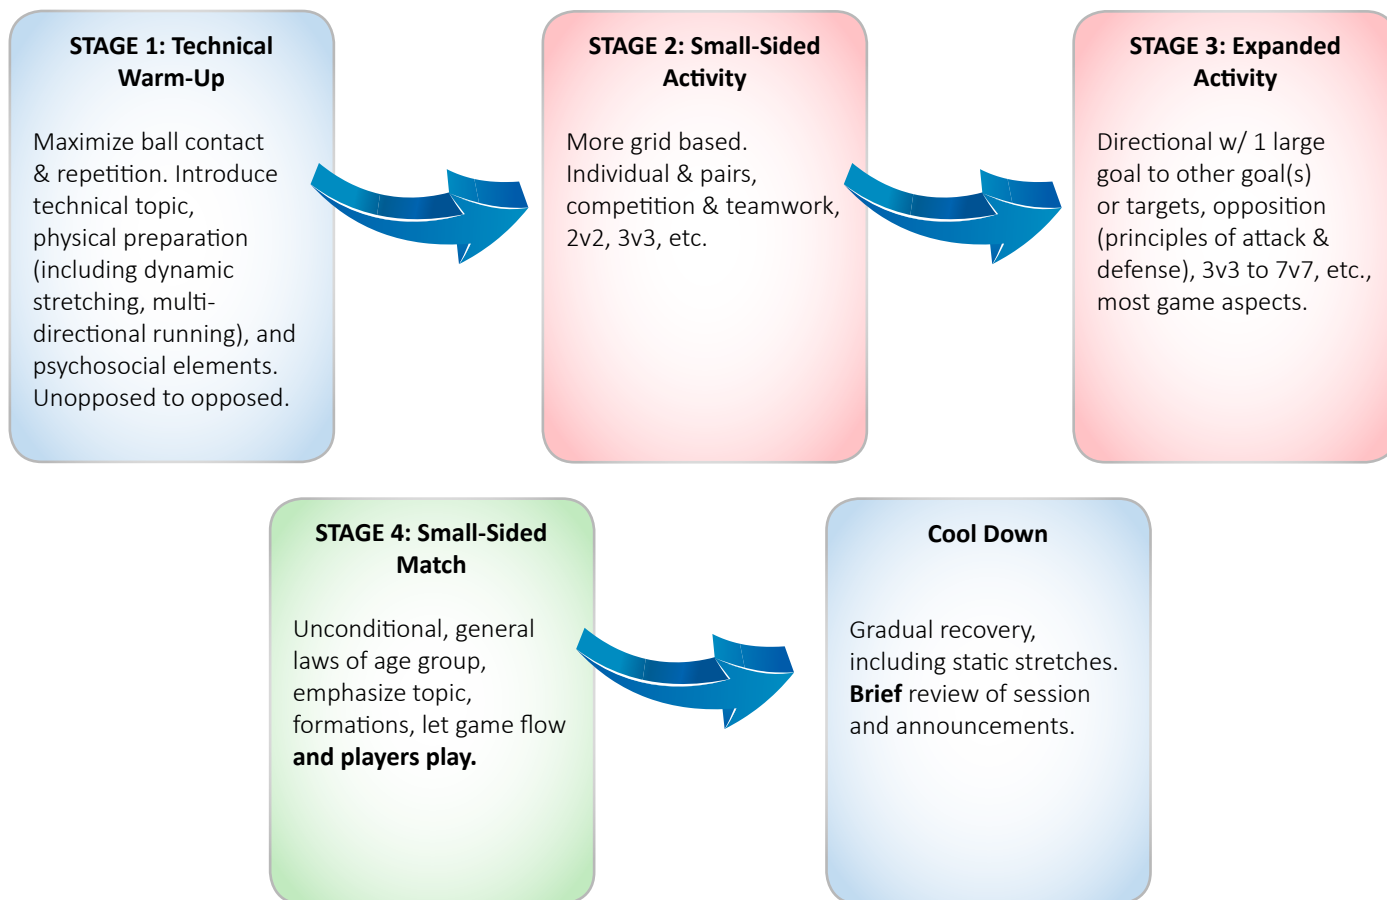 STAGE 1: Technical
Warm-Up
Maximize ball contact
& repetition. Introduce
technical topic,
physical preparation
(including dynamic
stretching, multi-
directional running), and
psychosocial elements.
Unopposed to opposed.
STAGE 2: Small-Sided
Activity
More grid based.
Individual & pairs,
competition & teamwork,
2v2, 3v3, etc.
STAGE 3: Expanded
Activity
Directional w/ 1 large
goal to other goal(s)
or targets, opposition
(principles of attack &
defense), 3v3 to 7v7, etc.,
most game aspects.
STAGE 4: Small-Sided
Match
Unconditional, general
laws of age group,
emphasize topic,
formations, let game flow
and players play.
Cool Down
Gradual recovery,
including static stretches.
Brief review of session
and announcements.